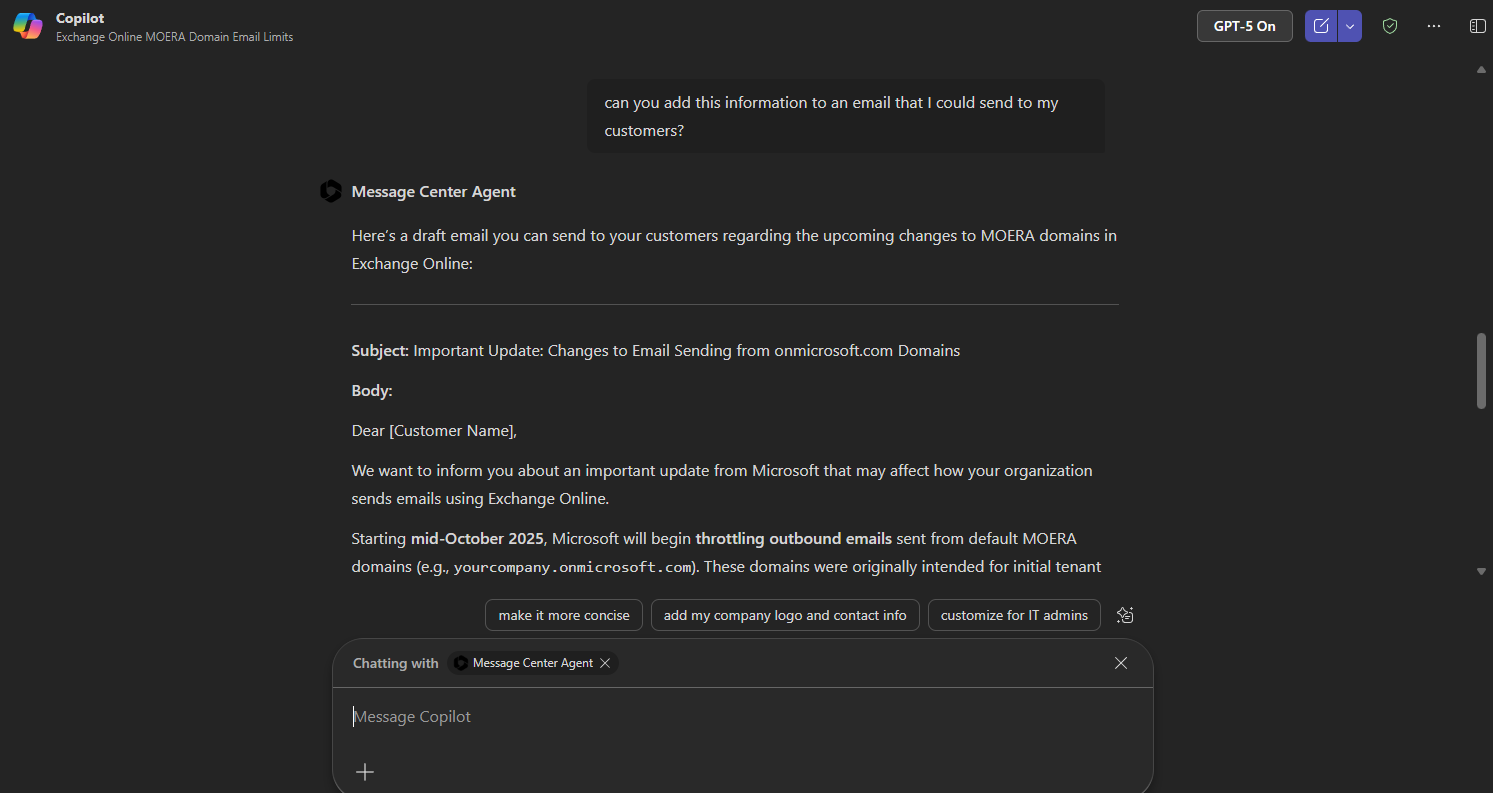 Copilot
Exchange Online MOERA Domain Email Limits
GPT-5 On
can you add this information to an email that I could send to my
customers?
Message Center Agent
Here's a draft email you can send to your customers regarding the upcoming changes to MOERA domains in
Exchange Online:
Subject: Important Update: Changes to Email Sending from onmicrosoft.com Domains
Body:
Dear [Customer Name],
We want to inform you about an important update from Microsoft that may affect how your organization
sends emails using Exchange Online.
Starting mid-October 2025, Microsoft will begin throttling outbound emails sent from default MOERA
domains (e.g., yourcompany.onmicrosoft.com). These domains were originally intended for initial tenant
make it more concise
add my company logo and contact info
customize for IT admins
Chatting with Message Center Agent
Message Copilot